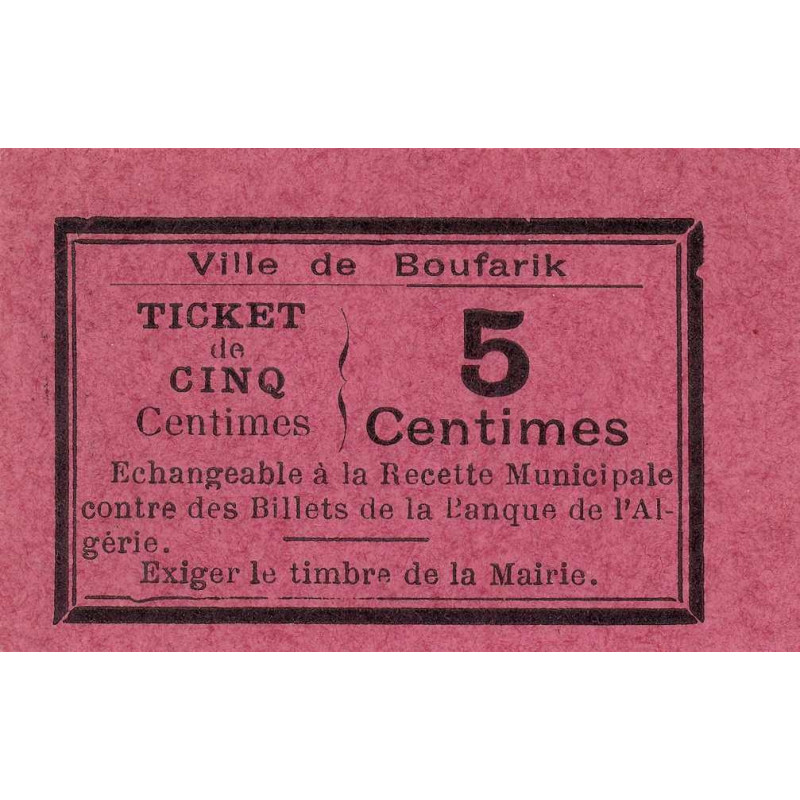 Ville de Boufarik
TICKET
de
CINQ
Centimes
5
Centimes
Echangeable à la Recette Municipale
contre des Billets de la Banque de l'Al-
gérie.
Exiger le timbre de la Mairie.